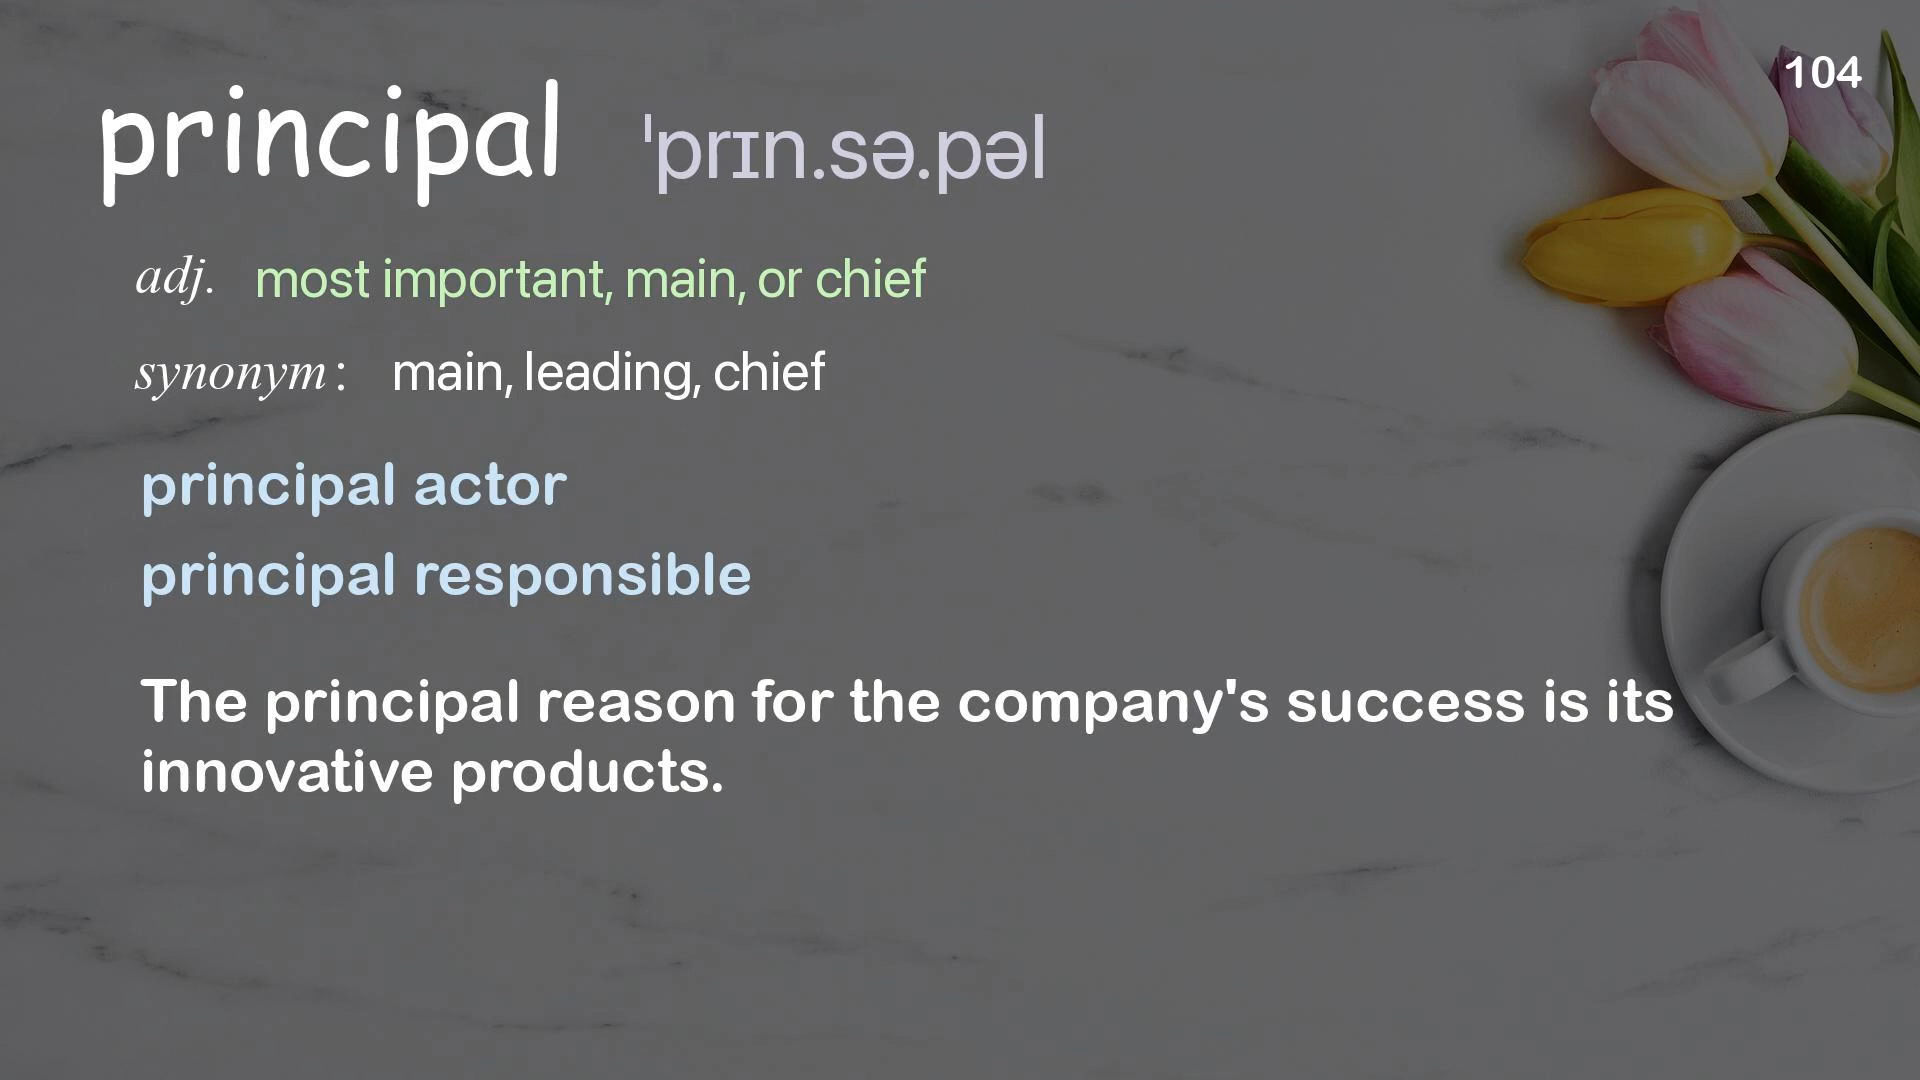 104
principal ˈprɪn.sə.pəl
adj. most important, main, or chief
synonym: main, leading, chief
principal actor
principal responsible
The principal reason for the company's success is its
innovative products.